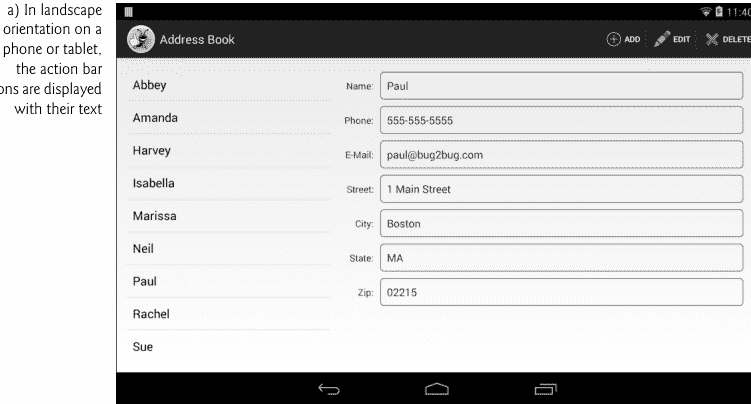 a) In landscape
orientation on a
phone or tablet,
the action bar
ons are displayed
with their text
11:40
Address Book
ADD
EDIT
DELETE
Abbey
Amanda
Harvey
Isabella
Marissa
Neil
Paul
Rachel
Sue
Name: Paul
Phone: 555-555-5555
E-Mail: paul@bug2bug.com
Street: 1 Main Street
City: Boston
State: MA
Zip: 02215